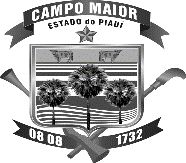 CAMPO MAIOR
ESTADO do PIAUÍ
08 08 1732